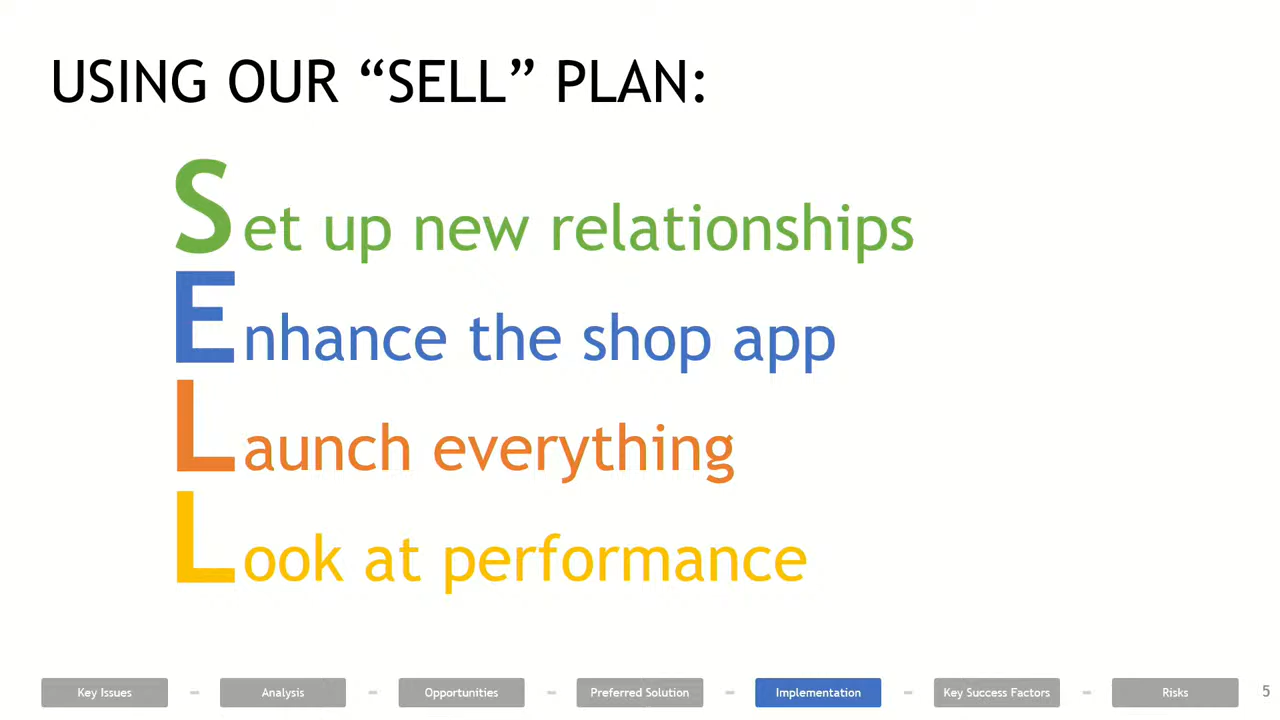 USING OUR “SELL” PLAN:
Set up new relationships
Enhance the shop app
Launch everything
Look at performance
Key Issues – Analysis – Opportunities – Preferred Solution – Implementation – Key Success Factors – Risks 5